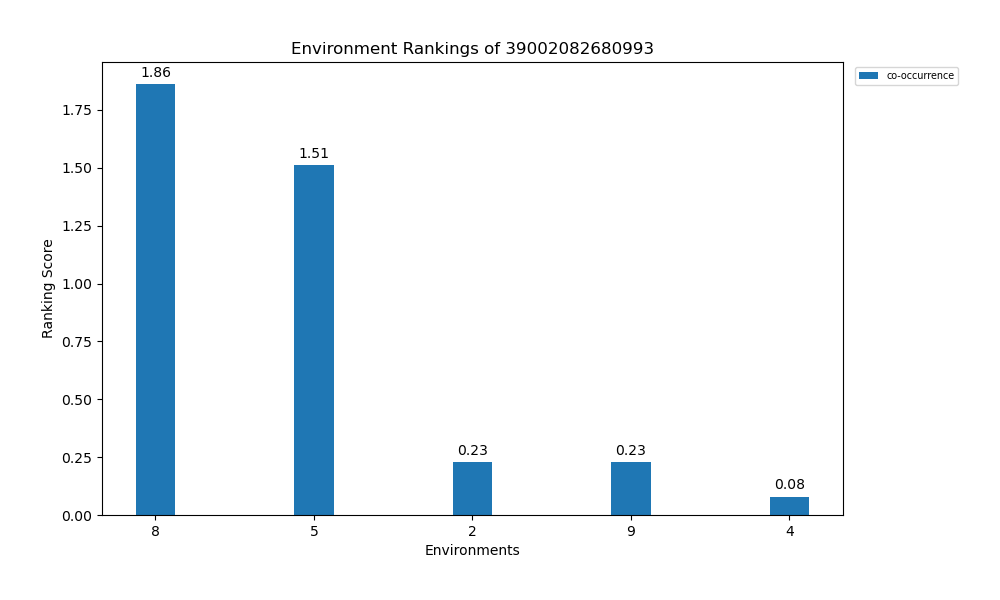 Environment Rankings of 39002082680993
co-occurrence
Ranking Score
1.75
1.50
1.25
1.00
0.75
0.50
0.25
0.00
1.86
1.51
0.23
0.23
0.08
8 5 2 9 4
Environments